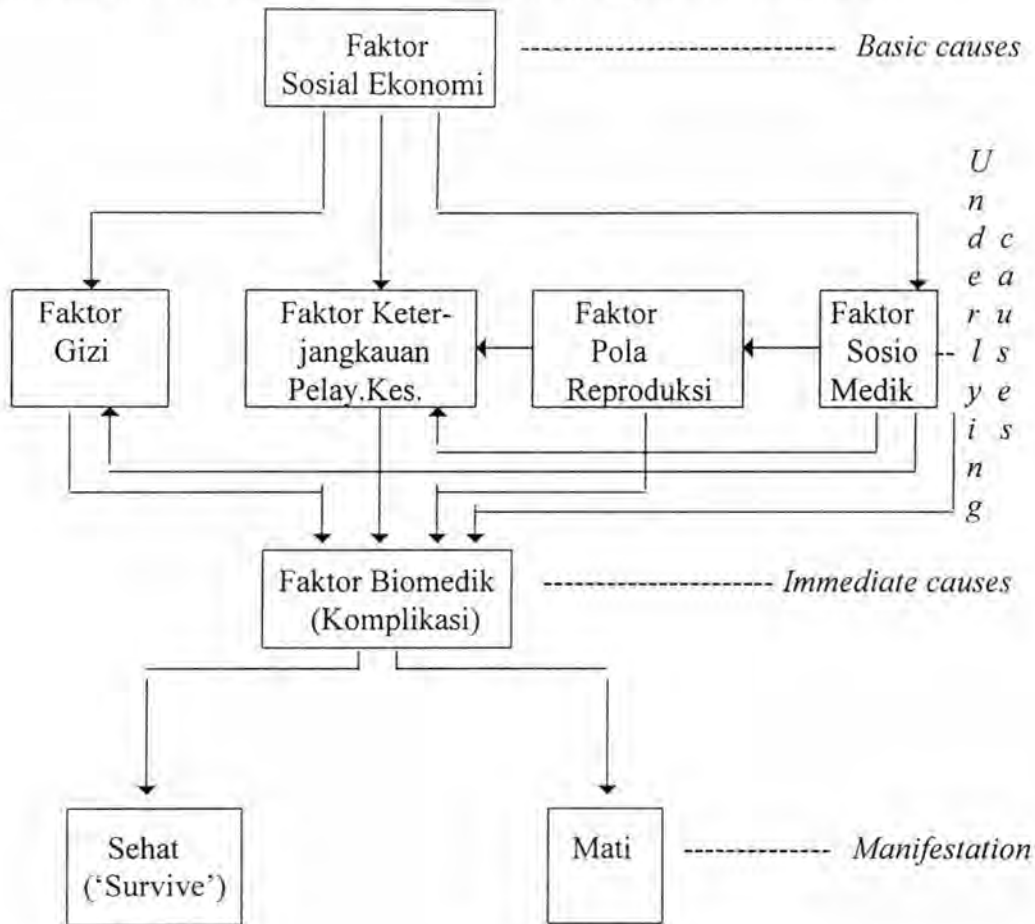 Faktor
Sosial Ekonomi
Basic causes
Underlying
causes
Faktor
Gizi
Faktor Keter-
jangkauan
Pelay.Kes.
Faktor
Pola
Reproduksi
Faktor
Sosio
Medik
Faktor Biomedik
(Komplikasi)
Immediate causes
Sehat
(‘Survive’)
Mati
Manifestation